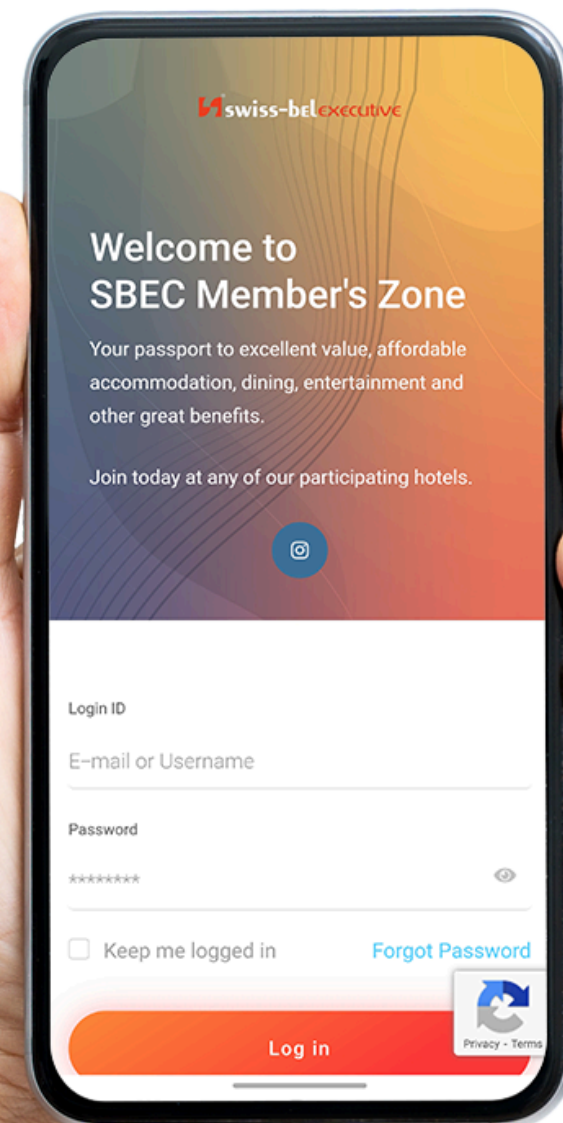 swiss-belexecutive
Welcome to
SBEC Member's Zone
Your passport to excellent value, affordable
accommodation, dining, entertainment and
other great benefits.
Join today at any of our participating hotels.
Login ID
E-mail or Username
Password
********
Keep me logged in
Forgot Password
Log in
Privacy - Terms